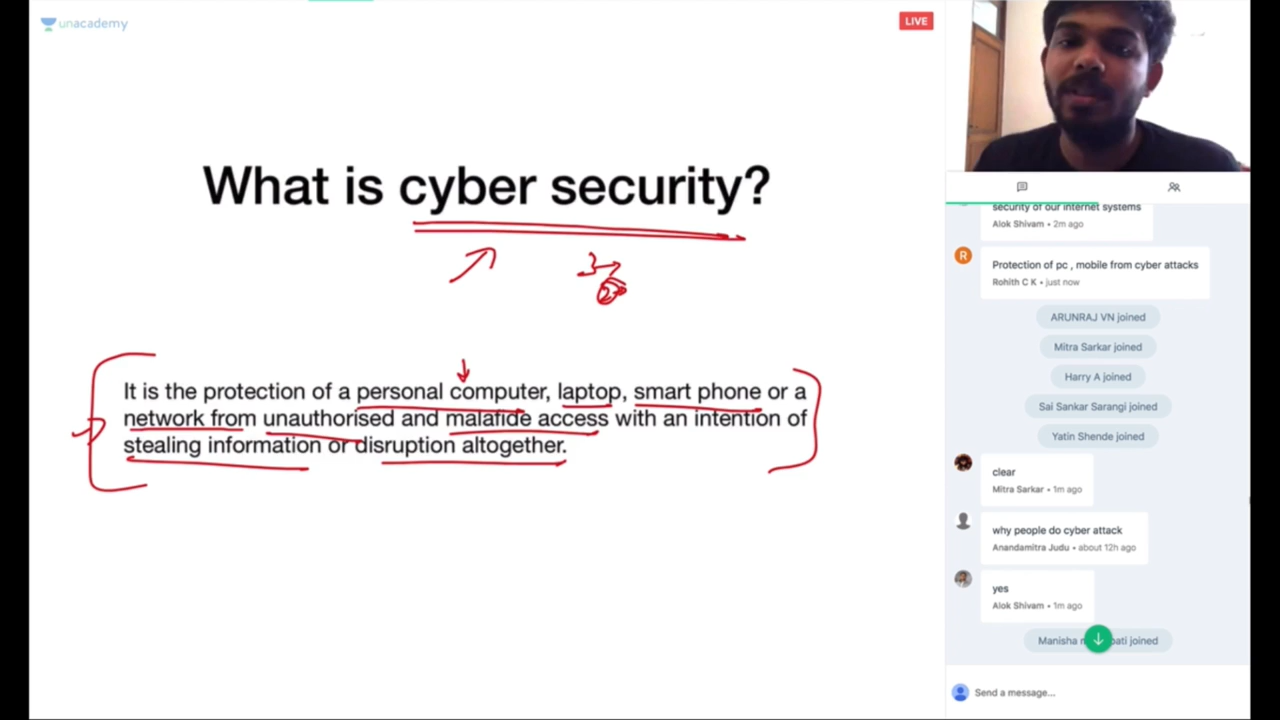 unacademy
LIVE
What is cyber security?
It is the protection of a personal computer, laptop, smart phone or a
network from unauthorised and malafide access with an intention of
stealing information or disruption altogether.
security of our internet systems
Alok Shivam • 2m ago
R
Protection of pc , mobile from cyber attacks
Rohith C K • just now
ARUNRAJ VN joined
Mitra Sarkar joined
Harry A joined
Sai Sankar Sarangi joined
Yatin Shende joined
clear
Mitra Sarkar • 1m ago
why people do cyber attack
Anandamitra Judu • about 12h ago
yes
Alok Shivam • 1m ago
Manisha joined
Send a message...